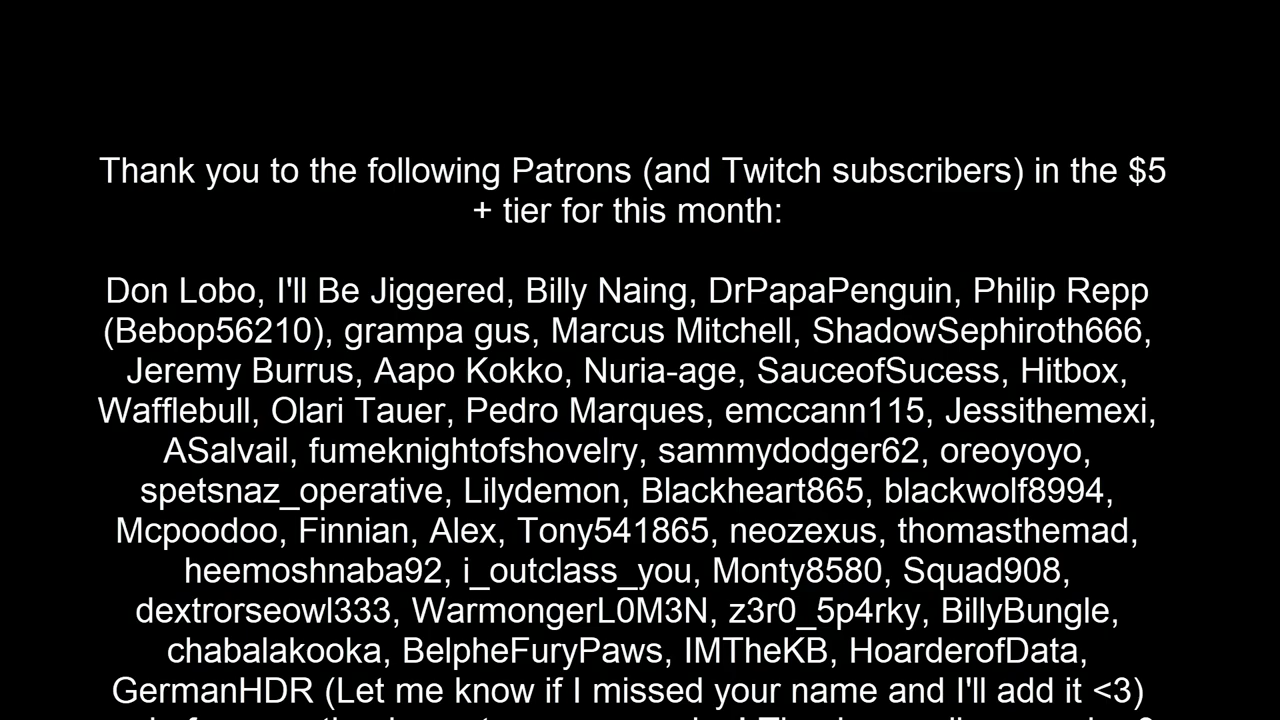 Thank you to the following Patrons (and Twitch subscribers) in the $5
+ tier for this month:
Don Lobo, I'll Be Jiggered, Billy Naing, DrPapaPenguin, Philip Repp
(Bebop56210), grampa gus, Marcus Mitchell, ShadowSephiroth666,
Jeremy Burrus, Aapo Kokko, Nuria-age, SauceofSucess, Hitbox,
Wafflebull, Olari Tauer, Pedro Marques, emccann115, Jessithemexi,
ASalvail, fumeknightofshovelry, sammydodger62, oreoyoyo,
spetsnaz_operative, Lilydemon, Blackheart865, blackwolf8994,
Mcpoodoo, Finnian, Alex, Tony541865, neozexus, thomasthemad,
heemoshnaba92, i_outclass_you, Monty8580, Squad908,
dextrorseowl333, WarmongerL0M3N, z3r0_5p4rky, BillyBungle,
chabalakooka, BelpheFuryPaws, IMTheKB, HoarderofData,
GermanHDR (Let me know if I missed your name and I'll add it <3)